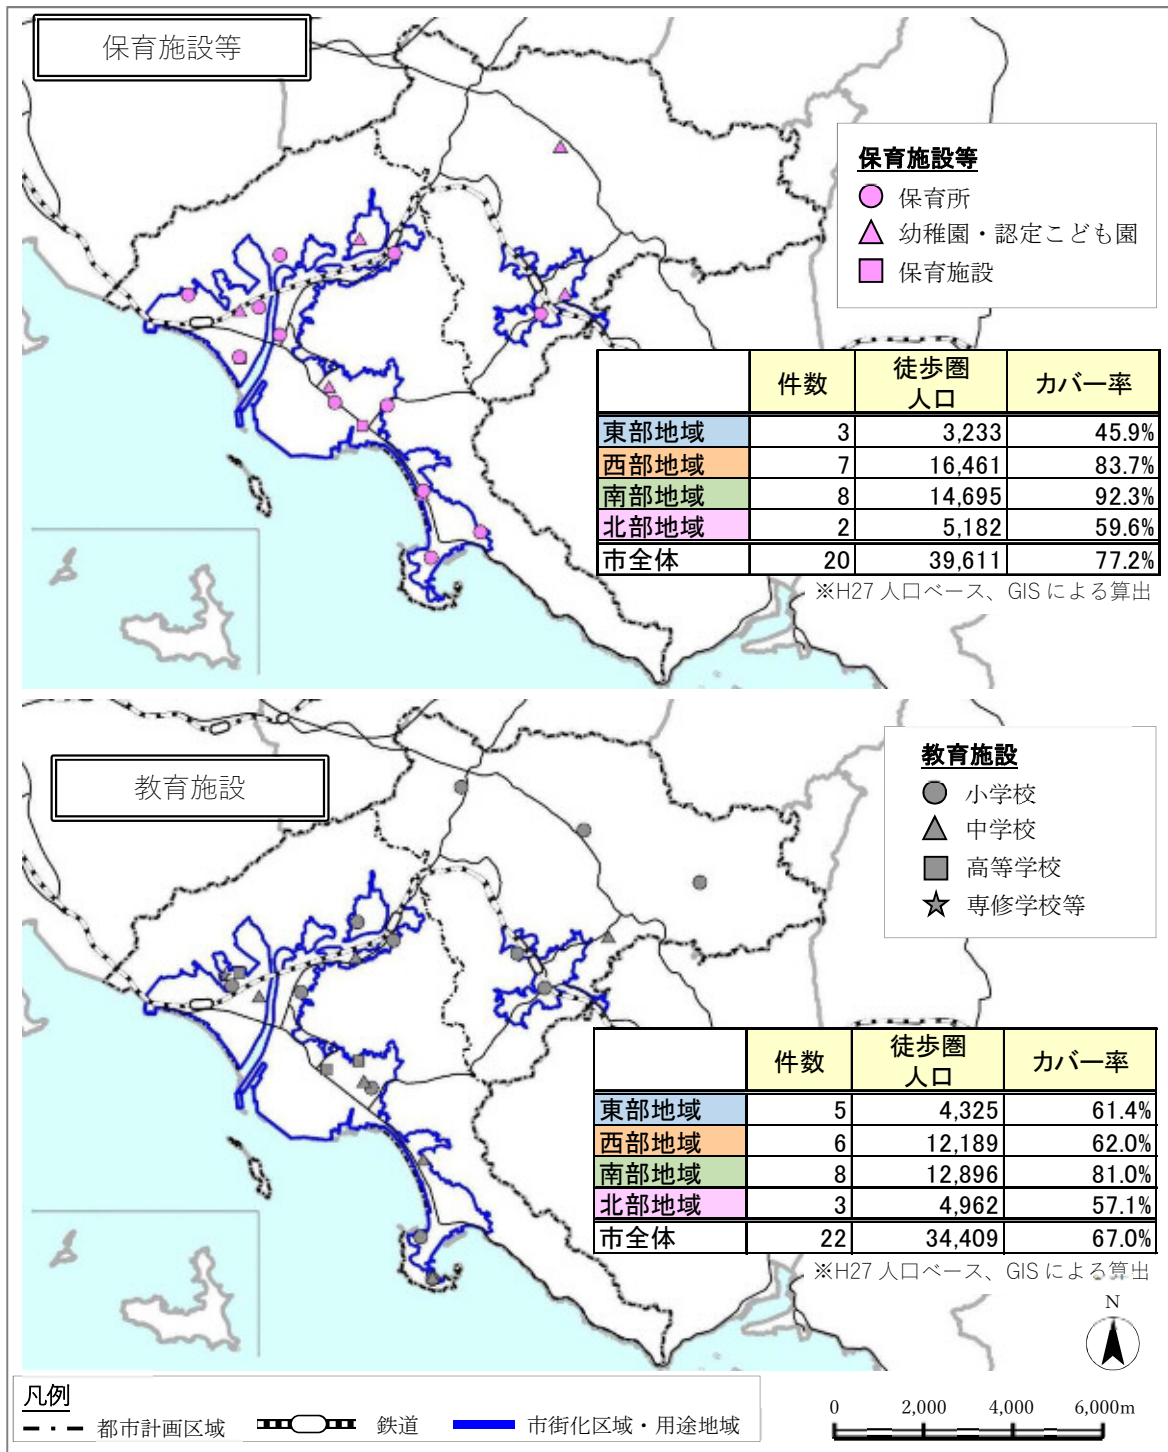 保育施設等
保育施設等
保育所
幼稚園・認定こども園
保育施設
件数 徒歩圏人口 カバー率
東部地域 3 3,233 45.9%
西部地域 7 16,461 83.7%
南部地域 8 14,695 92.3%
北部地域 2 5,182 59.6%
市全体 20 39,611 77.2%
※H27 人口ベース、GIS による算出
教育施設
教育施設
小学校
中学校
高等学校
専修学校等
件数 徒歩圏人口 カバー率
東部地域 5 4,325 61.4%
西部地域 6 12,189 62.0%
南部地域 8 12,896 81.0%
北部地域 3 4,962 57.1%
市全体 22 34,409 67.0%
※H27 人口ベース、GIS による算出
N
凡例
都市計画区域 鉄道 市街化区域・用途地域
0 2,000 4,000 6,000m